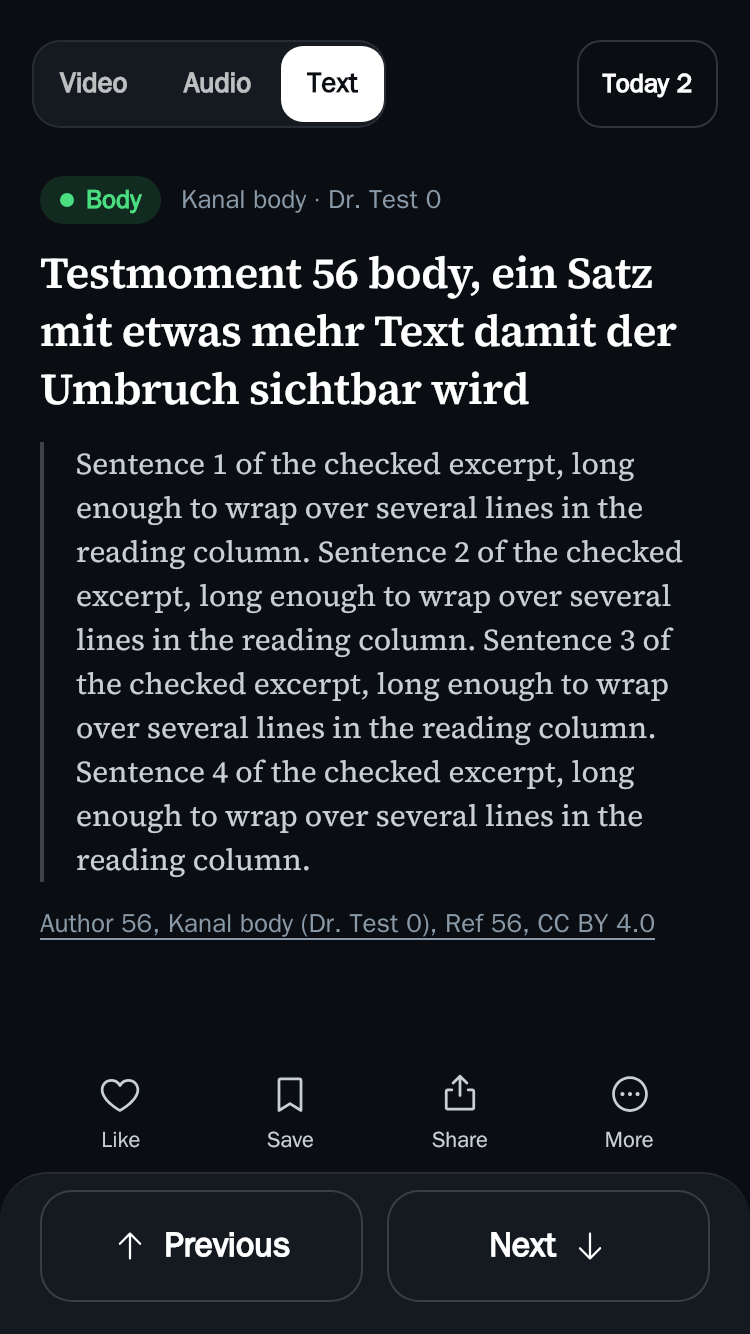 Video Audio Text Today 2
Body Kanal body · Dr. Test 0
Testmoment 56 body, ein Satz
mit etwas mehr Text damit der
Umbruch sichtbar wird
Sentence 1 of the checked excerpt, long
enough to wrap over several lines in the
reading column. Sentence 2 of the checked
excerpt, long enough to wrap over several
lines in the reading column. Sentence 3 of
the checked excerpt, long enough to wrap
over several lines in the reading column.
Sentence 4 of the checked excerpt, long
enough to wrap over several lines in the
reading column.
Author 56, Kanal body (Dr. Test 0), Ref 56, CC BY 4.0
Like Save Share More
Previous Next